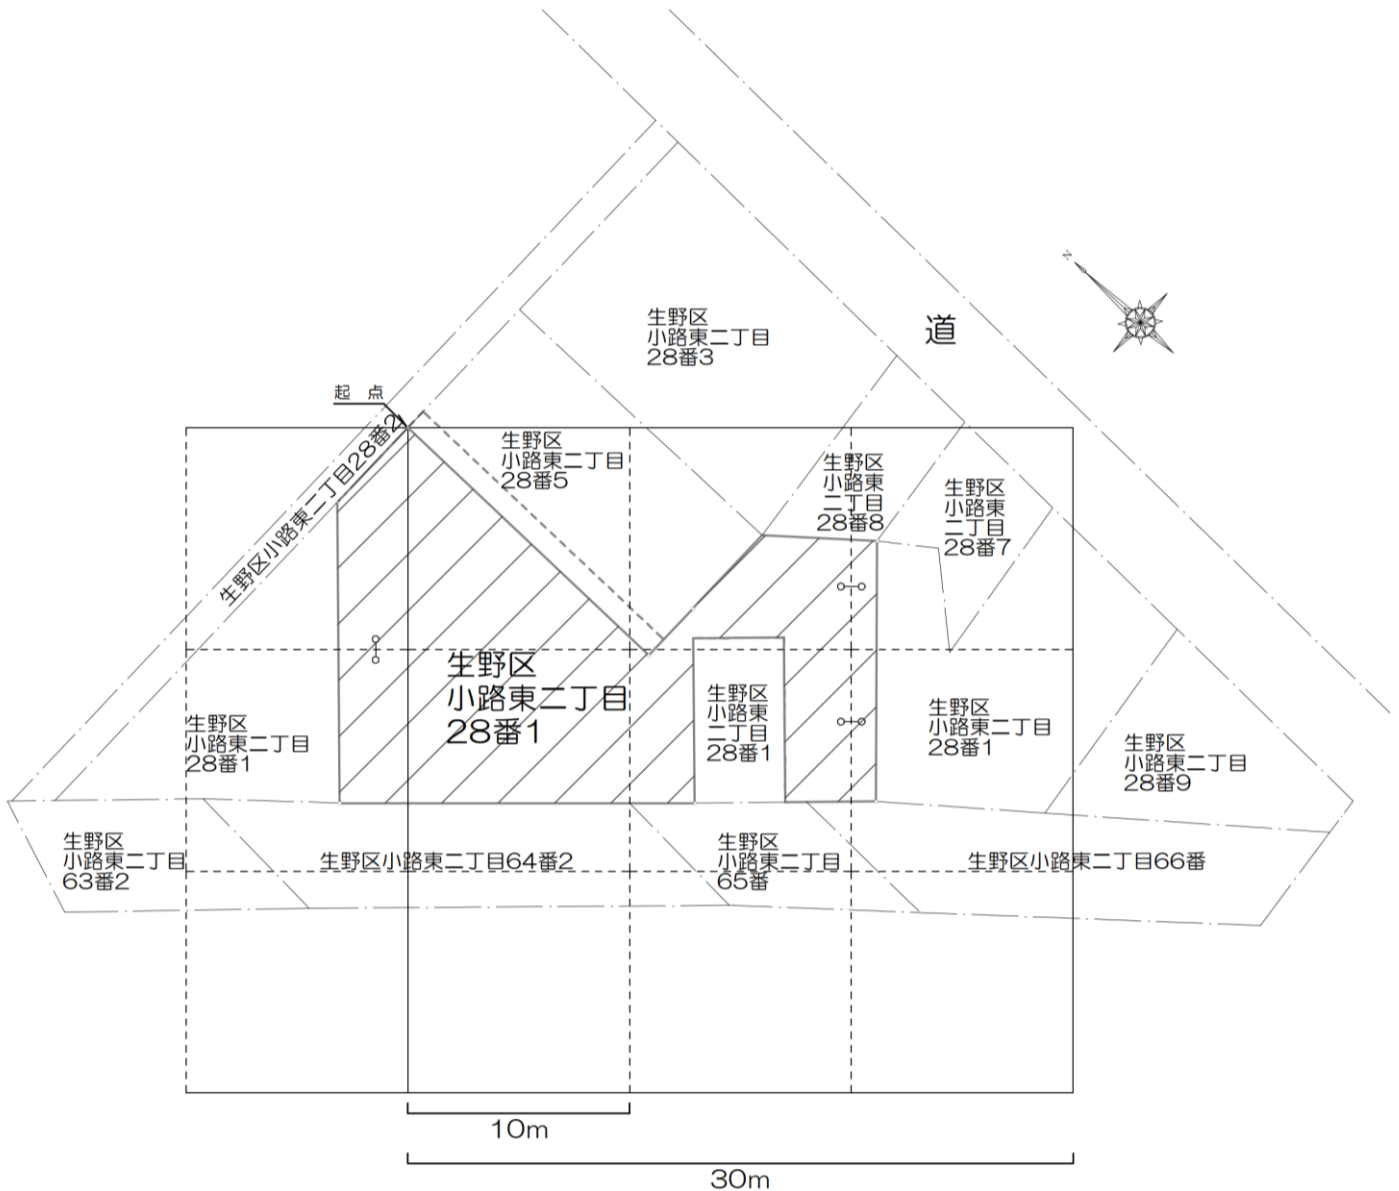 生野区
小路東二丁目
28番3
道
N
起 点
生野区小路東二丁目28番2
生野区
小路東二丁目
28番5
生野区
小路東
二丁目
28番8
生野区
小路東
二丁目
28番7
生野区
小路東二丁目
28番1
生野区
小路東二丁目
28番1
生野区
小路東
二丁目
28番1
生野区
小路東二丁目
28番1
生野区
小路東二丁目
28番9
生野区
小路東二丁目
63番2
生野区小路東二丁目64番2
生野区
小路東二丁目
65番
生野区小路東二丁目66番
10m
30m